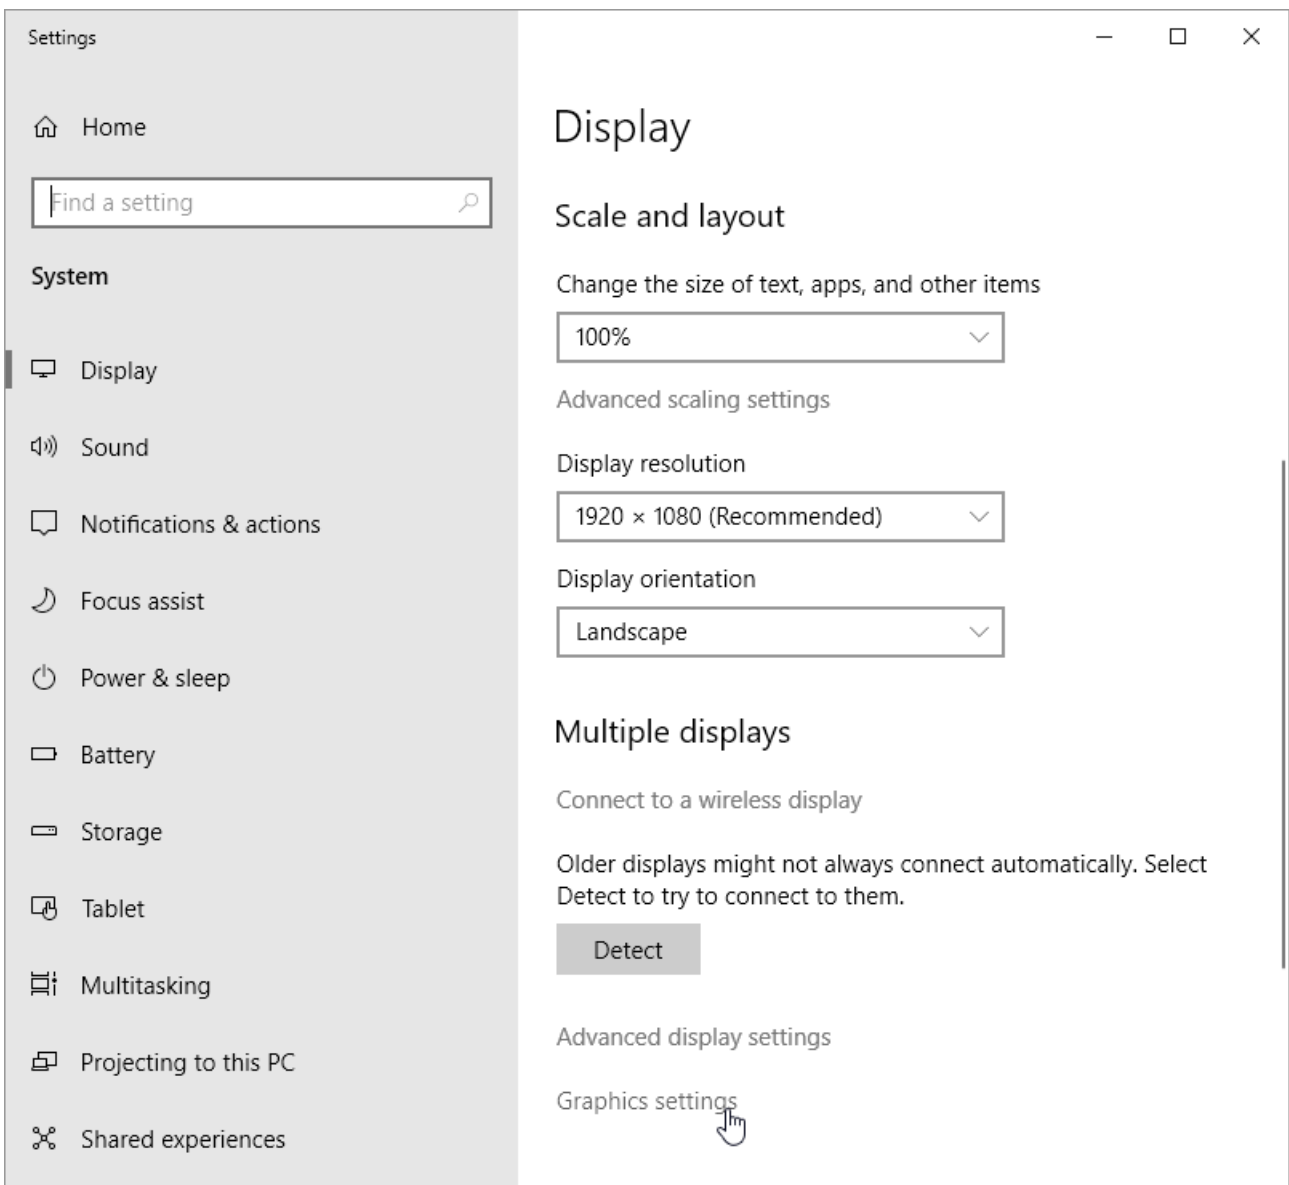 Settings
Home
Find a setting
System
Display
Sound
Notifications & actions
Focus assist
Power & sleep
Battery
Storage
Tablet
Multitasking
Projecting to this PC
Shared experiences
Display
Scale and layout
Change the size of text, apps, and other items
100%
Advanced scaling settings
Display resolution
1920 × 1080 (Recommended)
Display orientation
Landscape
Multiple displays
Connect to a wireless display
Older displays might not always connect automatically. Select
Detect to try to connect to them.
Detect
Advanced display settings
Graphics settings